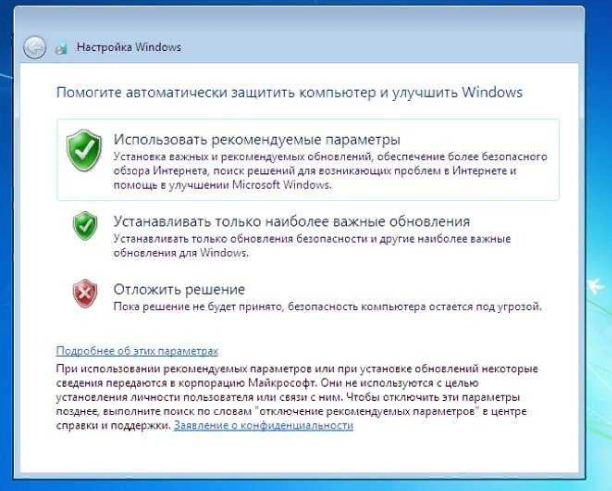 Настройка Windows
Помогите автоматически защитить компьютер и улучшить Windows
Использовать рекомендуемые параметры
Установка важных и рекомендуемых обновлений, обеспечение более безопасного
обзора Интернета, поиск решений для возникающих проблем в Интернете и
помощь в улучшении Microsoft Windows.
Устанавливать только наиболее важные обновления
Устанавливать только обновления безопасности и другие наиболее важные
обновления для Windows.
Отложить решение
Пока решение не будет принято, безопасность компьютера остается под угрозой.
Подробнее об этих параметрах
При использовании рекомендуемых параметров или при установке обновлений некоторые
сведения передаются в корпорацию Майкрософт. Они не используются с целью
установления личности пользователя или связи с ним. Чтобы отключить эти параметры
позднее, выполните поиск по словам "отключение рекомендуемых параметров" в центре
справки и поддержки. Заявление о конфиденциальности